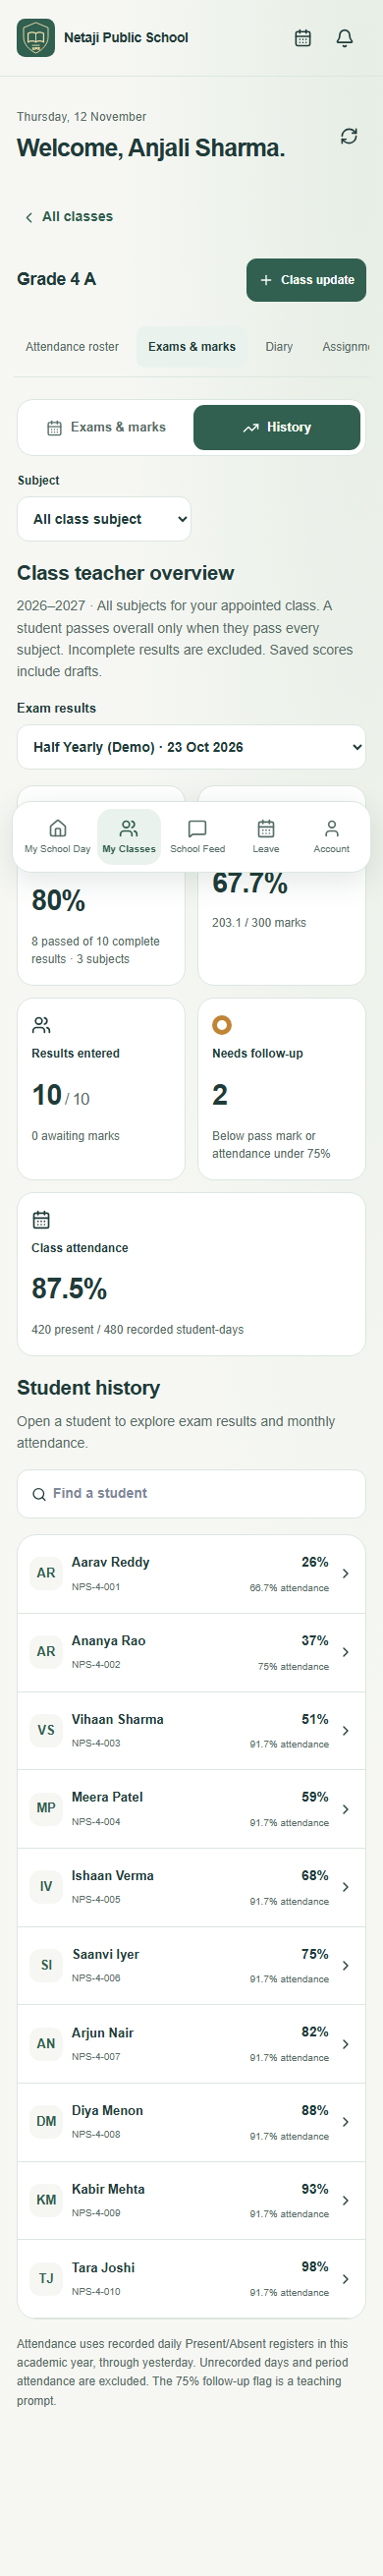 Netaji Public School
Thursday, 12 November
Welcome, Anjali Sharma.
All classes
Grade 4 A
Class update
Attendance roster
Exams & marks
Diary
Assignm
Exams & marks
History
Subject
All class subject
Class teacher overview
2026–2027 · All subjects for your appointed class. A
student passes overall only when they pass every
subject. Incomplete results are excluded. Saved scores
include drafts.
Exam results
Half Yearly (Demo) · 23 Oct 2026
My School Day
My Classes
School Feed
Leave
Account
80%
8 passed of 10 complete
results · 3 subjects
67.7%
203.1 / 300 marks
Results entered
10 / 10
0 awaiting marks
Needs follow-up
2
Below pass mark or
attendance under 75%
Class attendance
87.5%
420 present / 480 recorded student-days
Student history
Open a student to explore exam results and monthly
attendance.
Find a student
AR
Aarav Reddy
26%
NPS-4-001
66.7% attendance
AR
Ananya Rao
37%
NPS-4-002
75% attendance
VS
Vihaan Sharma
51%
NPS-4-003
91.7% attendance
MP
Meera Patel
59%
NPS-4-004
91.7% attendance
IV
Ishaan Verma
68%
NPS-4-005
91.7% attendance
SI
Saanvi Iyer
75%
NPS-4-006
91.7% attendance
AN
Arjun Nair
82%
NPS-4-007
91.7% attendance
DM
Diya Menon
88%
NPS-4-008
91.7% attendance
KM
Kabir Mehta
93%
NPS-4-009
91.7% attendance
TJ
Tara Joshi
98%
NPS-4-010
91.7% attendance
Attendance uses recorded daily Present/Absent registers in this
academic year, through yesterday. Unrecorded days and period
attendance are excluded. The 75% follow-up flag is a teaching
prompt.